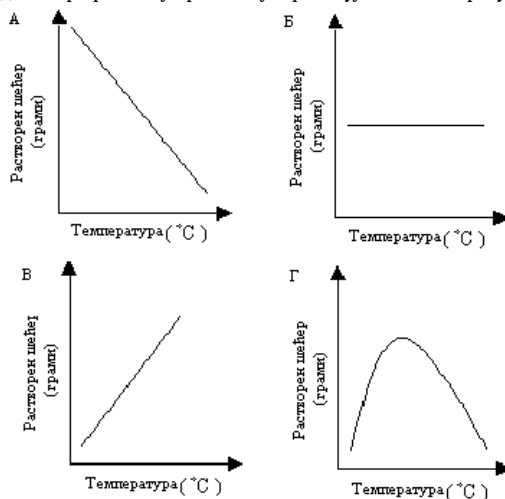 А
Растворен шећер
(грами)
Температура( °C )
Б
Растворен шећер
(грами)
Температура ( °C )
В
Растворен шећер
(грами)
Температура( °C )
Г
Растворен шећер
(грами)
Температура( °C )